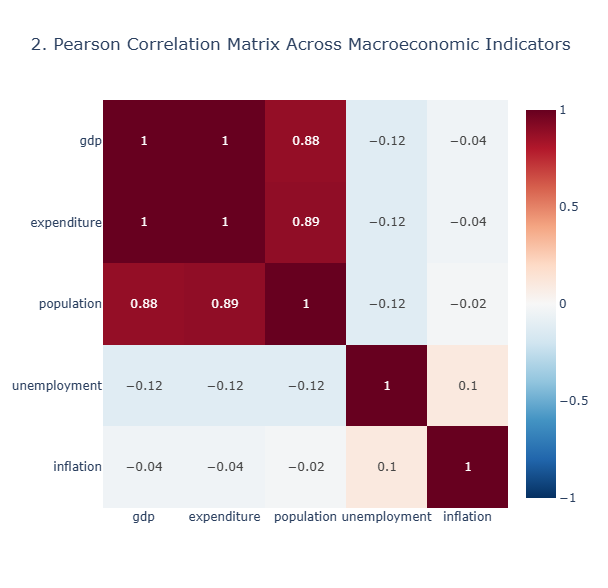 2. Pearson Correlation Matrix Across Macroeconomic Indicators
gdp 1 1 0.88 −0.12 −0.04
expenditure 1 1 0.89 −0.12 −0.04
population 0.88 0.89 1 −0.12 −0.02
unemployment −0.12 −0.12 −0.12 1 0.1
inflation −0.04 −0.04 −0.02 0.1 1
gdp expenditure population unemployment inflation
1
0.5
0
−0.5
−1